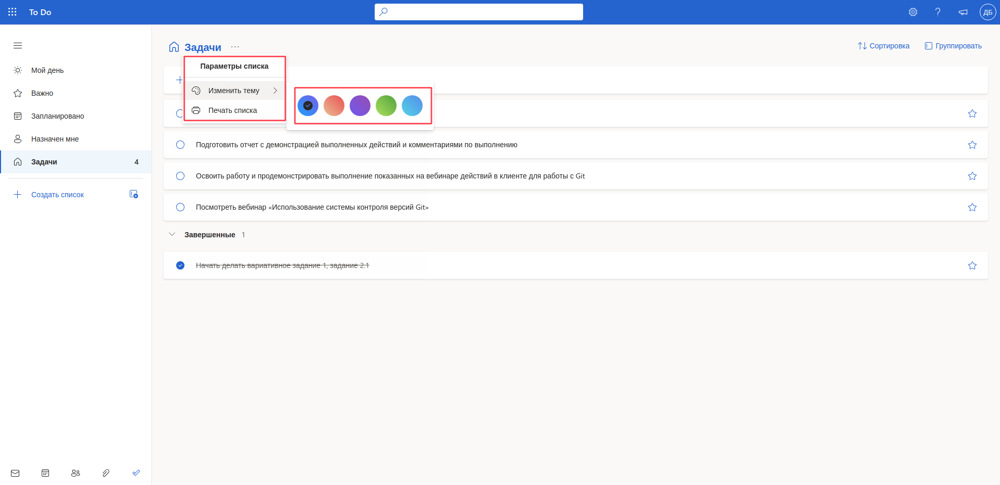 To Do
ДБ
Задачи
Сортировка
Группировать
Параметры списка
Мой день
Изменить тему
Важно
Печать списка
Запланировано
Назначен мне
Подготовить отчет с демонстрацией выполненных действий и комментариями по выполнению
Задачи 4
Освоить работу и продемонстрировать выполнение показанных на вебинаре действий в клиенте для работы с Git
Создать список
Посмотреть вебинар «Использование системы контроля версий Git»
Завершенные 1
Начать делать вариативное задание 1, задание 2.1